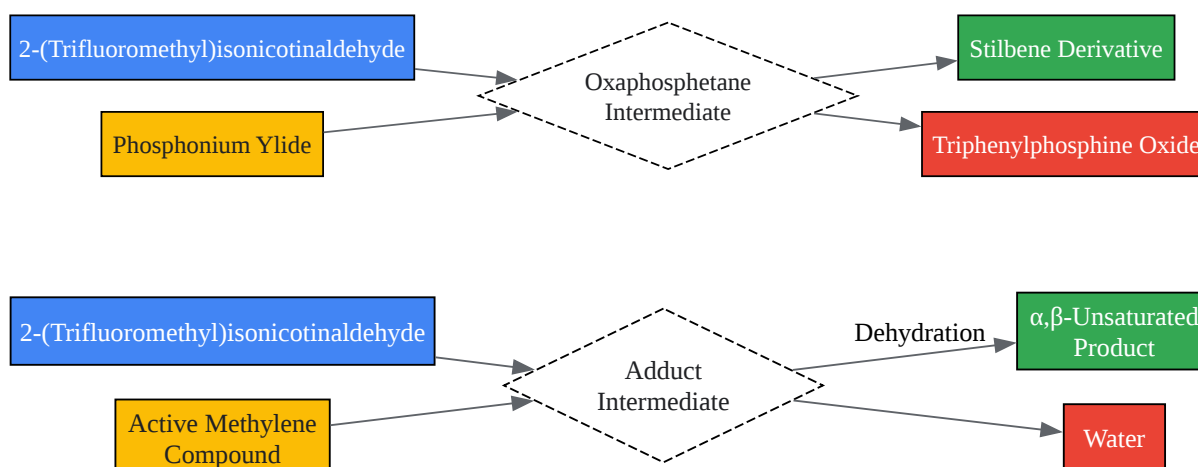 2-(Trifluoromethyl)isonicotinaldehyde
Phosphonium Ylide
Oxaphosphetane
Intermediate
Stilbene Derivative
Triphenylphosphine Oxide
2-(Trifluoromethyl)isonicotinaldehyde
Active Methylene
Compound
Adduct
Intermediate
Dehydration
α,β-Unsaturated
Product
Water